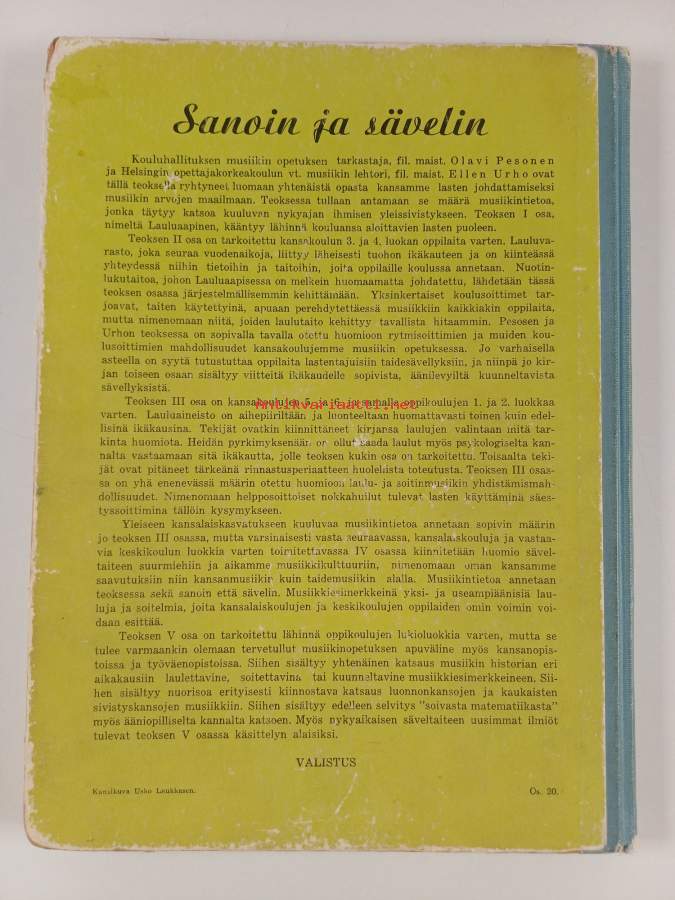 Sanoin ja sävelin
Kouluhallituksen musiikin opetuksen tarkastaja, fil. maist. Olavi Pesonen
ja Helsingin opettajakorkeakoulun vt. musiikin lehtori, fil. maist. Ellen Urho ovat
tällä teoksella ryhtyneet luomaan yhtenäistä opasta kansamme lasten johdattamiseksi
musiikin arvojen maailmaan. Teoksessa tullaan antamaan se määrä musiikintietoa,
jonka täytyy katsoa kuuluvan nykyajan ihmisen yleissivistykseen. Teoksen I osa,
nimeltä Lauluaapinen, kääntyy lähinnä kouluansa aloittavien lasten puoleen.
Teoksen II osa on tarkoitettu kansakoulun 3. ja 4. luokan oppilaita varten. Lauluva-
rasto, joka seuraa vuodenaikoja, liittyy läheisesti tuohon ikäkauteen ja on kiinteässä
yhteydessä niihin tietoihin ja taitoihin, joita oppilaille koulussa annetaan. Nuotin-
lukutaitoa, johon Lauluaapisessa on melkein huomaamatta johdatettu, lähdetään tässä
teoksen osassa järjestelmällisemmin kehittämään. Yksinkertaiset koulusoittimet tar-
joavat, taiten käytettyinä, apuaan perehdytettäessä musiikkiin kaikkiakin oppilaita,
mutta nimenomaan niitä, joiden laulutaito kehittyy tavallista hitaammin. Pesosen ja
Urhon teoksessa on sopivalla tavalla otettu huomioon rytmisoittimien ja muiden kou-
lusoittimien mahdollisuudet kansakoulujemme musiikin opetuksessa. Jo varhaisella
asteella on syytä tutustuttaa oppilaita lastentajuisiin taidesävellyksiin, ja niinpä jo kir-
jan toiseen osaan sisältyy viitteitä ikäkaudelle sopivista, äänilevyiltä kuunneltavista
sävellyksistä.
Teoksen III osa on kansakoulujen 5. ja 6. ja samalla oppikoulujen 1. ja 2. luokkaa
varten. Lauluaineisto on aihepiiriltään ja luonteeltaan huomattavasti toinen kuin edel-
lisinä ikäkausina. Tekijät ovatkin kiinnittäneet kirjansa laulujen valintaan mitä tar-
kinta huomiota. Heidän pyrkimyksenään on ollut saada laulut myös psykologiselta kan-
nalta vastaamaan sitä ikäkautta, jolle teoksen kukin osa on tarkoitettu. Toisaalta teki-
jät ovat pitäneet tärkeänä rinnastusperiaatteen huolellista toteutusta. Teoksen III osas-
sa on yhä enenevässä määrin otettu huomioon laulu- ja soitinmusiikin yhdistämismah-
dollisuudet. Nimenomaan helpposoittoiset nokkahuilut tulevat lasten käyttäminä säes-
tyssoittimina tällöin kysymykseen.
Yleiseen kansalaiskasvatukseen kuuluvaa musiikintietoa annetaan sopivin määrin
jo teoksen III osassa, mutta varsinaisesti vasta seuraavassa, kansalaiskouluja ja vastaa-
via keskikoulun luokkia varten toimitettavassa IV osassa kiinnitetään huomio sävel-
taiteen suurmiehiin ja aikamme musiikkikulttuuriin, nimenomaan oman kansamme
saavutuksiin niin kansanmusiikin kuin taidemusiikin alalla. Musiikintietoa annetaan
teoksessa sekä sanoin että sävelin. Musiikkiesimerkkeinä yksi- ja useampiäänisiä lau-
luja ja soitelmia, joita kansalaiskoulujen ja keskikoulujen oppilaiden omin voimin voi-
daan esittää.
Teoksen V osa on tarkoitettu lähinnä oppikoulujen lukioluokkia varten, mutta se
tulee varmaankin olemaan tervetullut musiikinopetuksen apuväline myös kansanopis-
toissa ja työväenopistoissa. Siihen sisältyy yhtenäinen katsaus musiikin historian eri
aikakausiin laulettavine, soitettavina tai kuunneltavine musiikkiesimerkkeineen. Sii-
hen sisältyy nuorisoa erityisesti kiinnostava katsaus luonnonkansojen ja kaukaisten
sivistyskansojen musiikkiin. Siihen sisältyy edelleen selvitys "soivasta matematiikasta"
myös ääniopilliselta kannalta katsoen. Myös nykyaikaisen säveltaiteen uusimmat ilmiöt
tulevat teoksen V osassa käsittelyn alaisiksi.
VALISTUS
Kansikuva Usko Laukkanen.
Os. 20.
Antikvariaatti.net